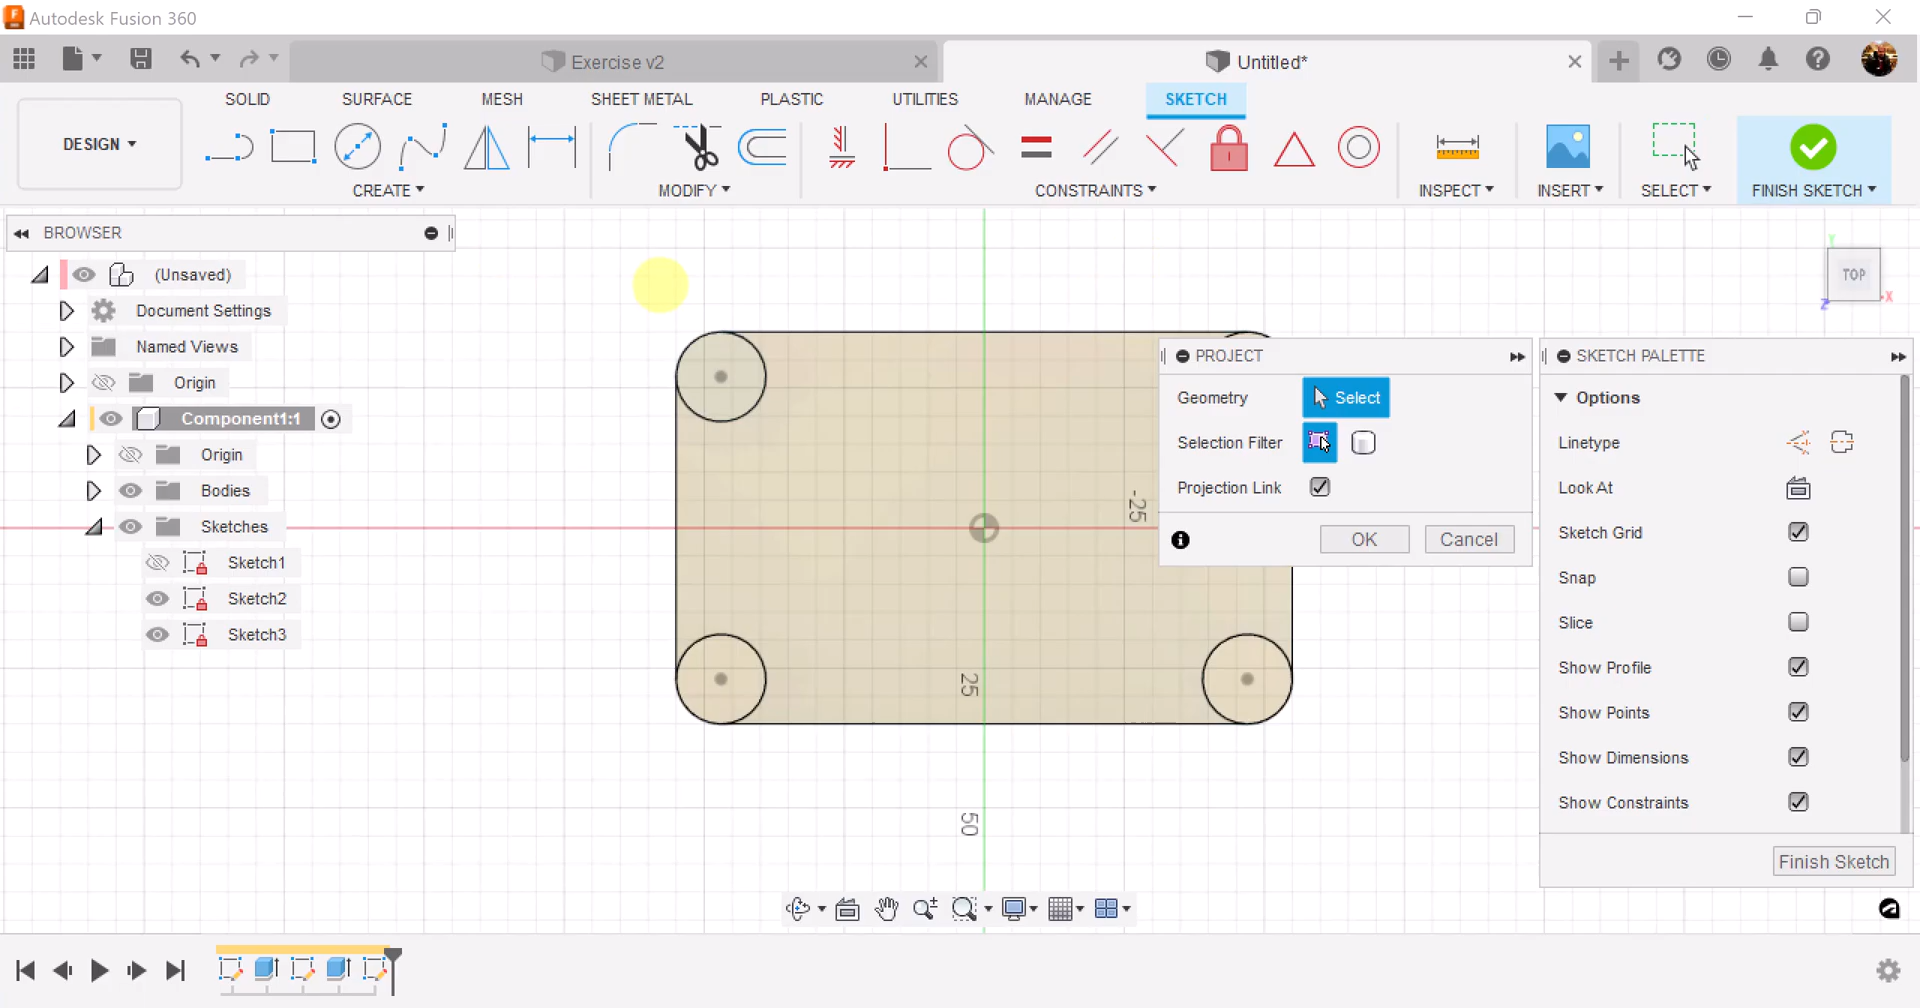 Autodesk Fusion 360
Exercise v2
Untitled*
SOLID SURFACE MESH SHEET METAL PLASTIC UTILITIES MANAGE SKETCH
DESIGN
CREATE MODIFY CONSTRAINTS INSPECT INSERT SELECT FINISH SKETCH
BROWSER
(Unsaved)
Document Settings
Named Views
Origin
Component1:1
Origin
Bodies
Sketches
Sketch1
Sketch2
Sketch3
-25
25
50
TOP
Y
X
Z
PROJECT
Geometry Select
Selection Filter
Projection Link
OK Cancel
SKETCH PALETTE
Options
Linetype
Look At
Sketch Grid
Snap
Slice
Show Profile
Show Points
Show Dimensions
Show Constraints
Finish Sketch